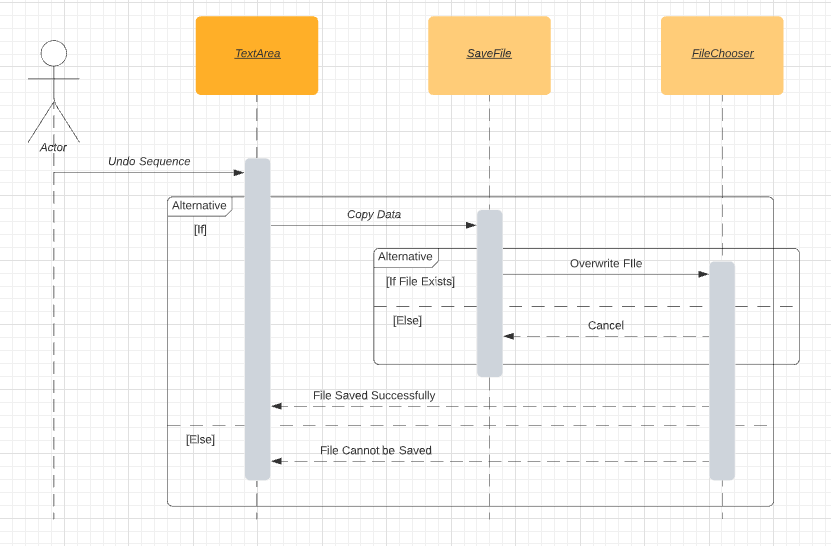 TextArea
SaveFile
FileChooser
Actor
Undo Sequence
Alternative
[If]
Copy Data
Alternative
[If File Exists]
Overwrite FIle
[Else]
Cancel
File Saved Successfully
[Else]
File Cannot be Saved